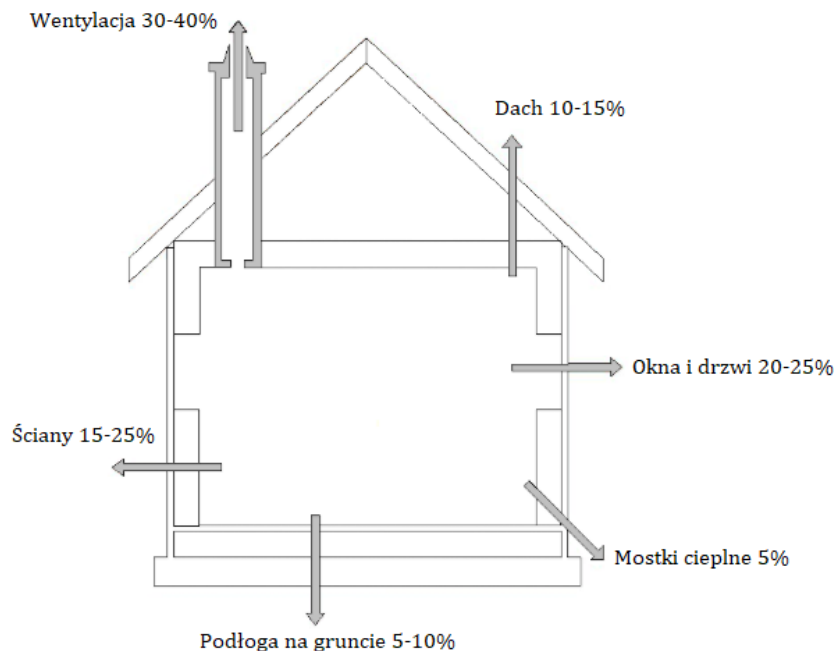 Wentylacja 30-40%
Dach 10-15%
Okna i drzwi 20-25%
Ściany 15-25%
Mostki cieplne 5%
Podłoga na gruncie 5-10%